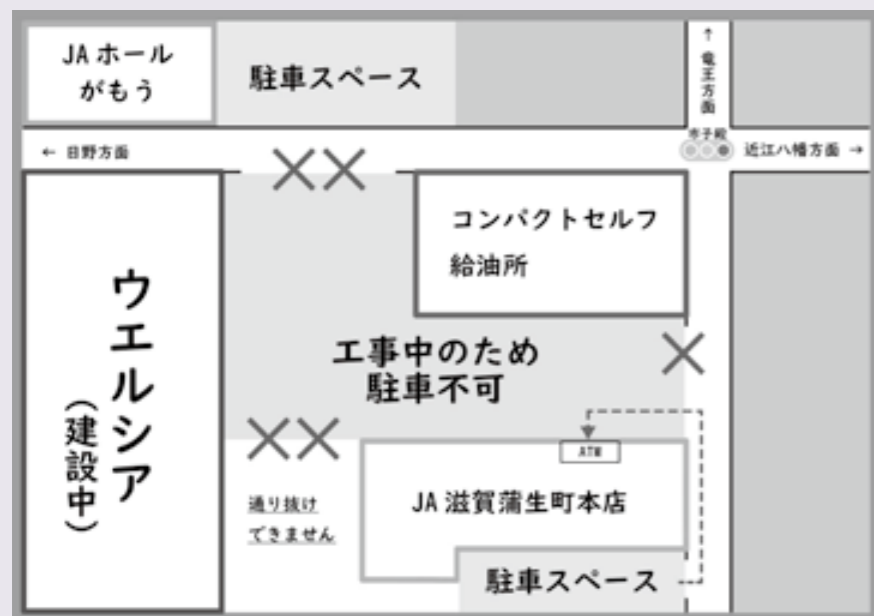 JAホール
がもう
駐車スペース
↑竜王方面
市子殿
← 日野方面
近江八幡方面 →
コンパクトセルフ
給油所
ウエルシア
(建設中)
工事中のため
駐車不可
ATM
通り抜け
できません
JA滋賀蒲生町本店
駐車スペース